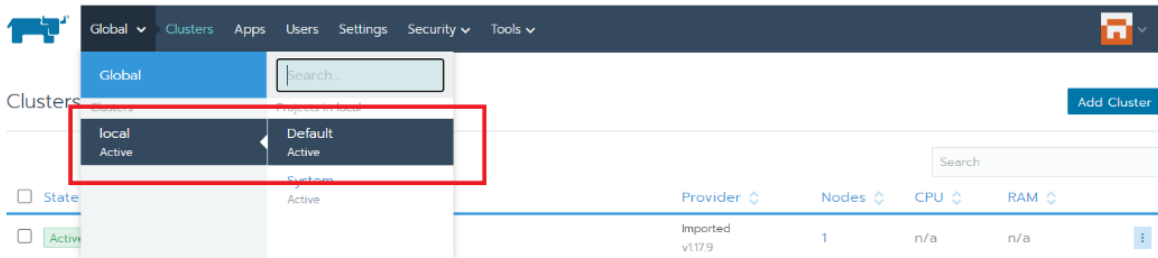 Global Clusters Apps Users Settings Security Tools
Global Search...
Clusters Clusters Projects in local Add Cluster
local Default
Active Active
Search
System
State Active Provider Nodes CPU RAM
Imported
Active 1 n/a n/a
v1.17.9